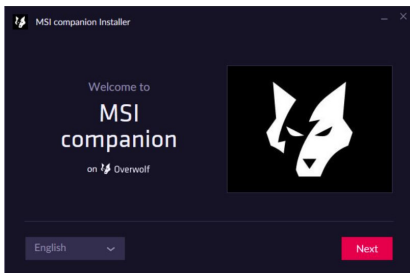 MSI companion Installer
Welcome to
MSI
companion
on Overwolf
English
Next